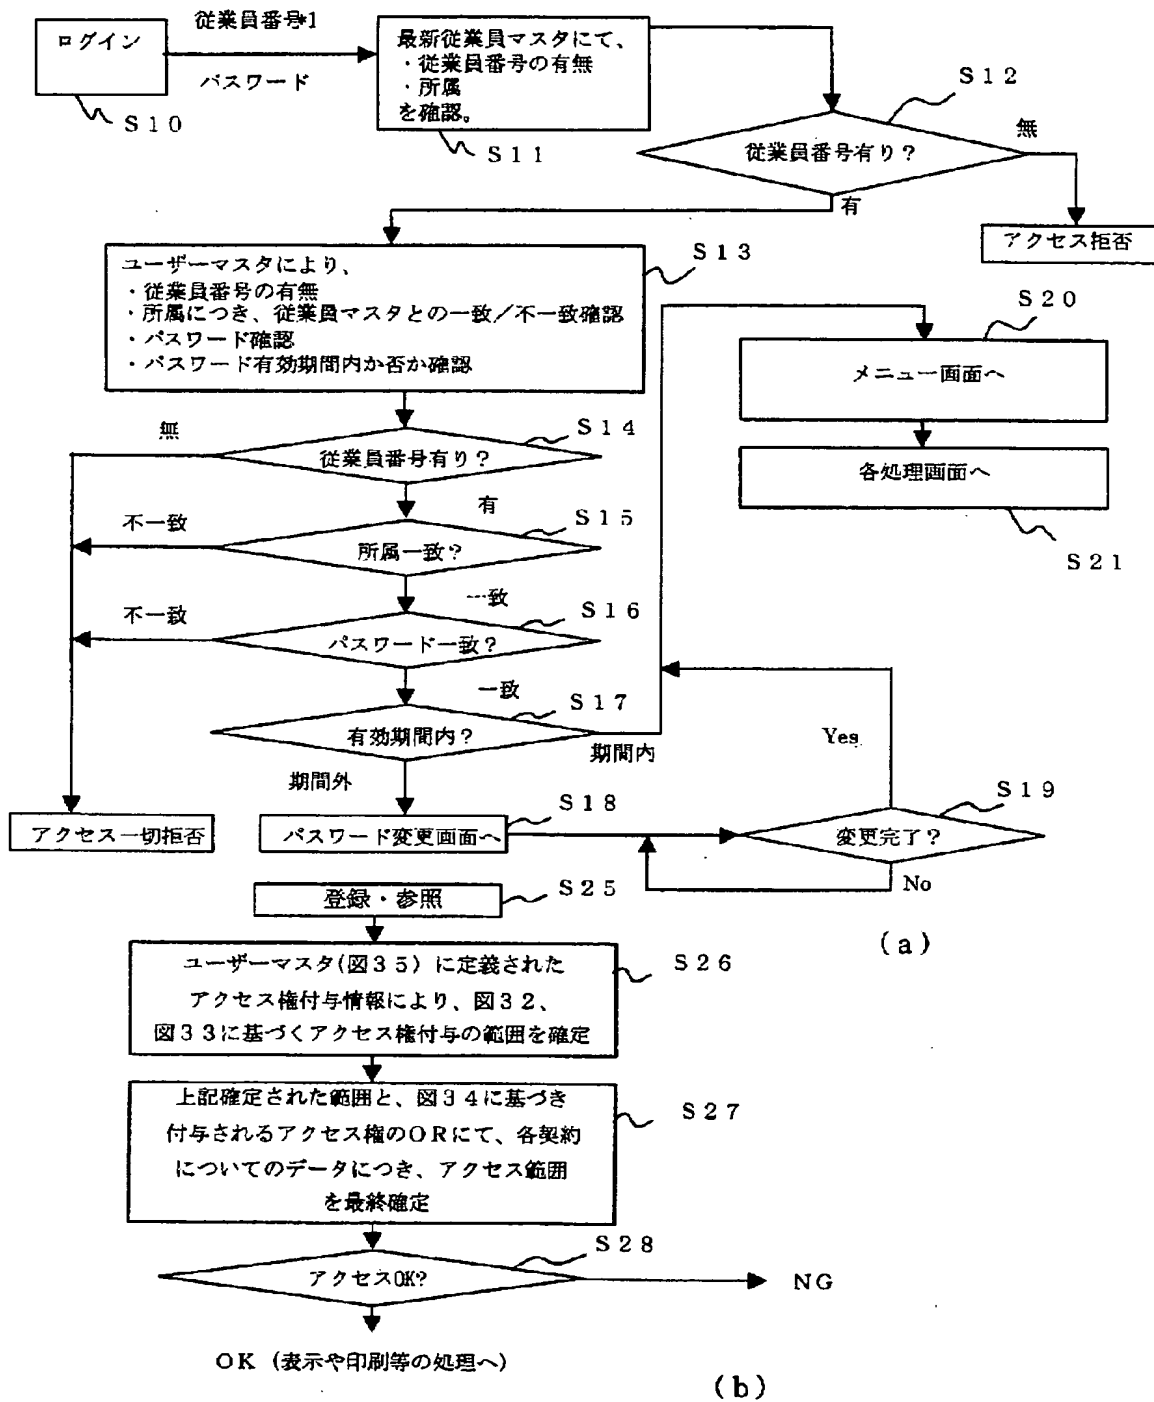 従業員番号*1
ログイン
パスワード
S10
最新従業員マスタにて、
・従業員番号の有無
・所属
を確認。
S11
S12
従業員番号有り？
無
有
アクセス拒否
ユーザーマスタにより、
・従業員番号の有無
・所属につき、従業員マスタとの一致／不一致確認
・パスワード確認
・パスワード有効期間内か否か確認
S13
S20
メニュー画面へ
各処理画面へ
S21
無
S14
従業員番号有り？
有
不一致
S15
所属一致？
一致
不一致
S16
パスワード一致？
一致
S17
有効期間内？
期間内
期間外
Yes
アクセス一切拒否
S18
パスワード変更画面へ
S19
変更完了？
No
(a)
S25
登録・参照
ユーザーマスタ(図35)に定義された
アクセス権付与情報により、図32、
図33に基づくアクセス権付与の範囲を確定
S26
上記確定された範囲と、図34に基づき
付与されるアクセス権のORにて、各契約
についてのデータにつき、アクセス範囲
を最終確定
S27
S28
アクセスOK?
NG
OK (表示や印刷等の処理へ)
(b)